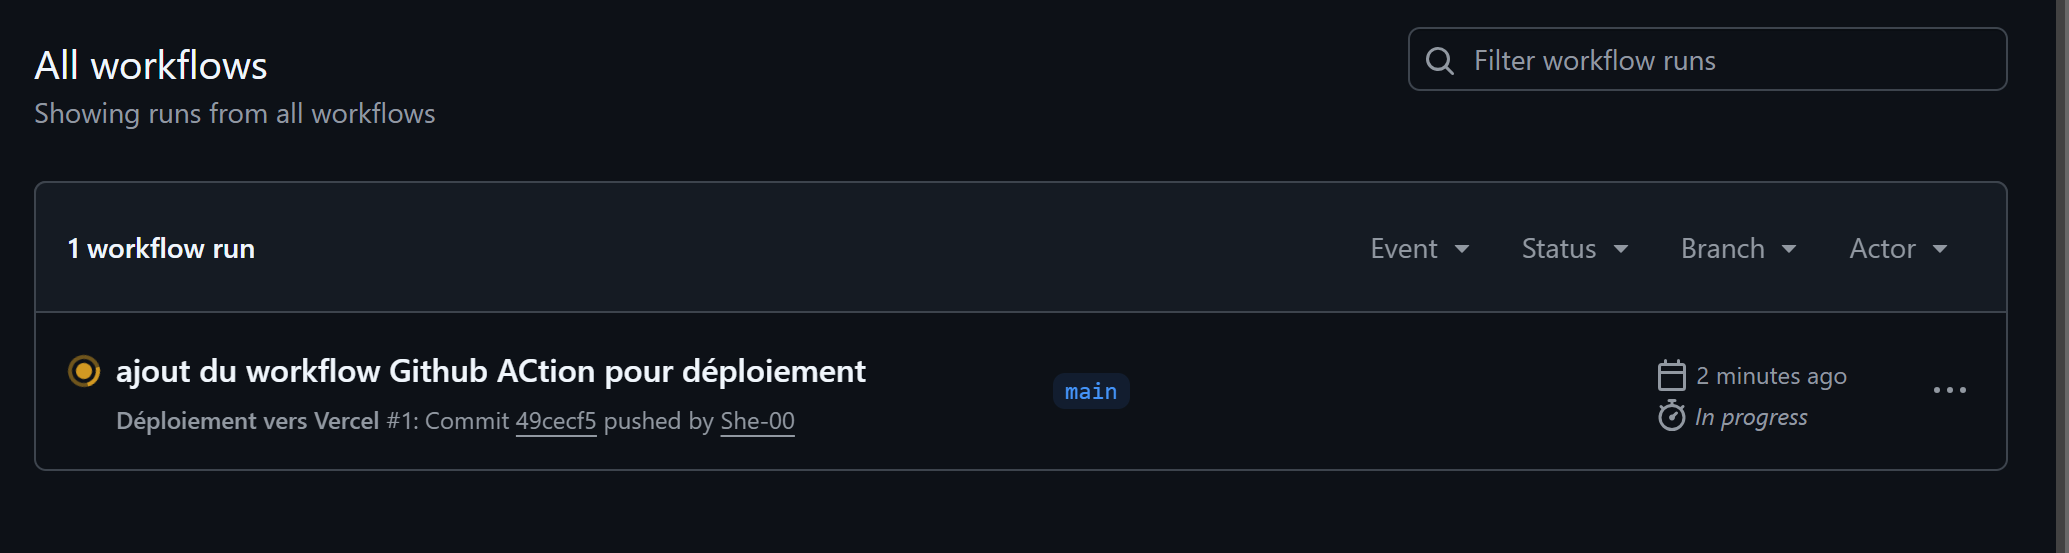 All workflows
Showing runs from all workflows
Filter workflow runs
1 workflow run
Event
Status
Branch
Actor
ajout du workflow Github ACtion pour déploiement
Déploiement vers Vercel #1: Commit 49cecf5 pushed by She-00
main
2 minutes ago
In progress